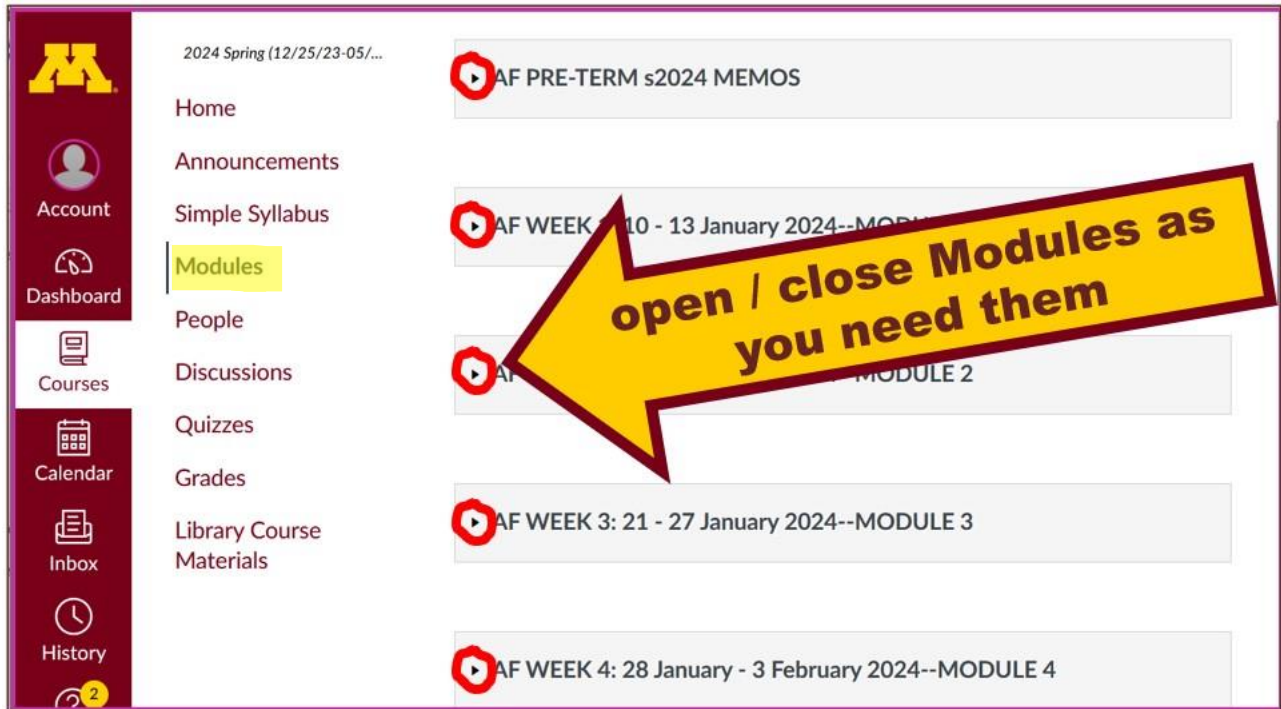 M
2024 Spring (12/25/23-05/...
Account
Dashboard
Courses
Calendar
Inbox
History
2
Home
Announcements
Simple Syllabus
Modules
People
Discussions
Quizzes
Grades
Library Course
Materials
AF PRE-TERM s2024 MEMOS
AF WEEK 10 - 13 January 2024--MODUL
MODULE 2
AF WEEK 3: 21 - 27 January 2024--MODULE 3
AF WEEK 4: 28 January - 3 February 2024--MODULE 4
open / close Modules as
you need them